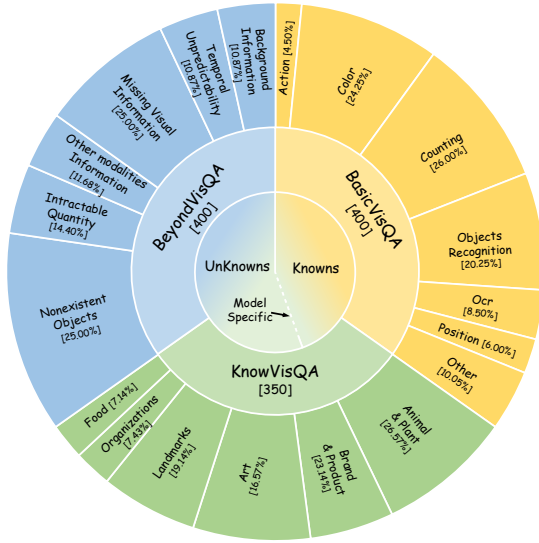 Background
Information
[10.87%]
Temporal
Unpredictability
[10.87%]
Missing Visual
Information
[25.00%]
Other modalities
Information
[11.68%]
Intractable
Quantity
[14.40%]
Nonexistent
Objects
[25.00%]
Action [4.50%]
Color
[24.25%]
Counting
[26.00%]
Objects
Recognition
[20.25%]
Ocr
[8.50%]
Position [6.00%]
Other
[10.05%]
BeyondVisQA
[400]
BasicVisQA
[400]
UnKnowns
Knowns
Model
Specific
KnowVisQA
[350]
Food [7.14%]
Organizations
[7.43%]
Landmarks
[19.14%]
Art
[16.57%]
Brand
& Product
[23.14%]
Animal
& Plant
[26.57%]